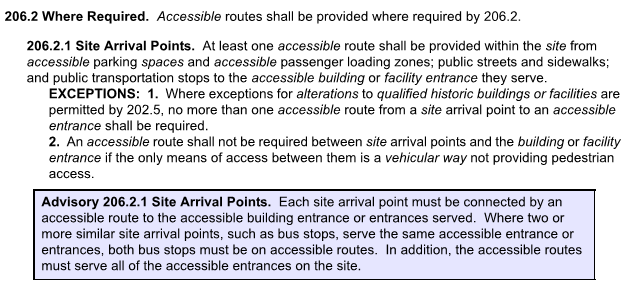 206.2 Where Required. Accessible routes shall be provided where required by 206.2.
206.2.1 Site Arrival Points. At least one accessible route shall be provided within the site from
accessible parking spaces and accessible passenger loading zones; public streets and sidewalks;
and public transportation stops to the accessible building or facility entrance they serve.
EXCEPTIONS: 1. Where exceptions for alterations to qualified historic buildings or facilities are
permitted by 202.5, no more than one accessible route from a site arrival point to an accessible
entrance shall be required.
2. An accessible route shall not be required between site arrival points and the building or facility
entrance if the only means of access between them is a vehicular way not providing pedestrian
access.
Advisory 206.2.1 Site Arrival Points. Each site arrival point must be connected by an
accessible route to the accessible building entrance or entrances served. Where two or
more similar site arrival points, such as bus stops, serve the same accessible entrance or
entrances, both bus stops must be on accessible routes. In addition, the accessible routes
must serve all of the accessible entrances on the site.